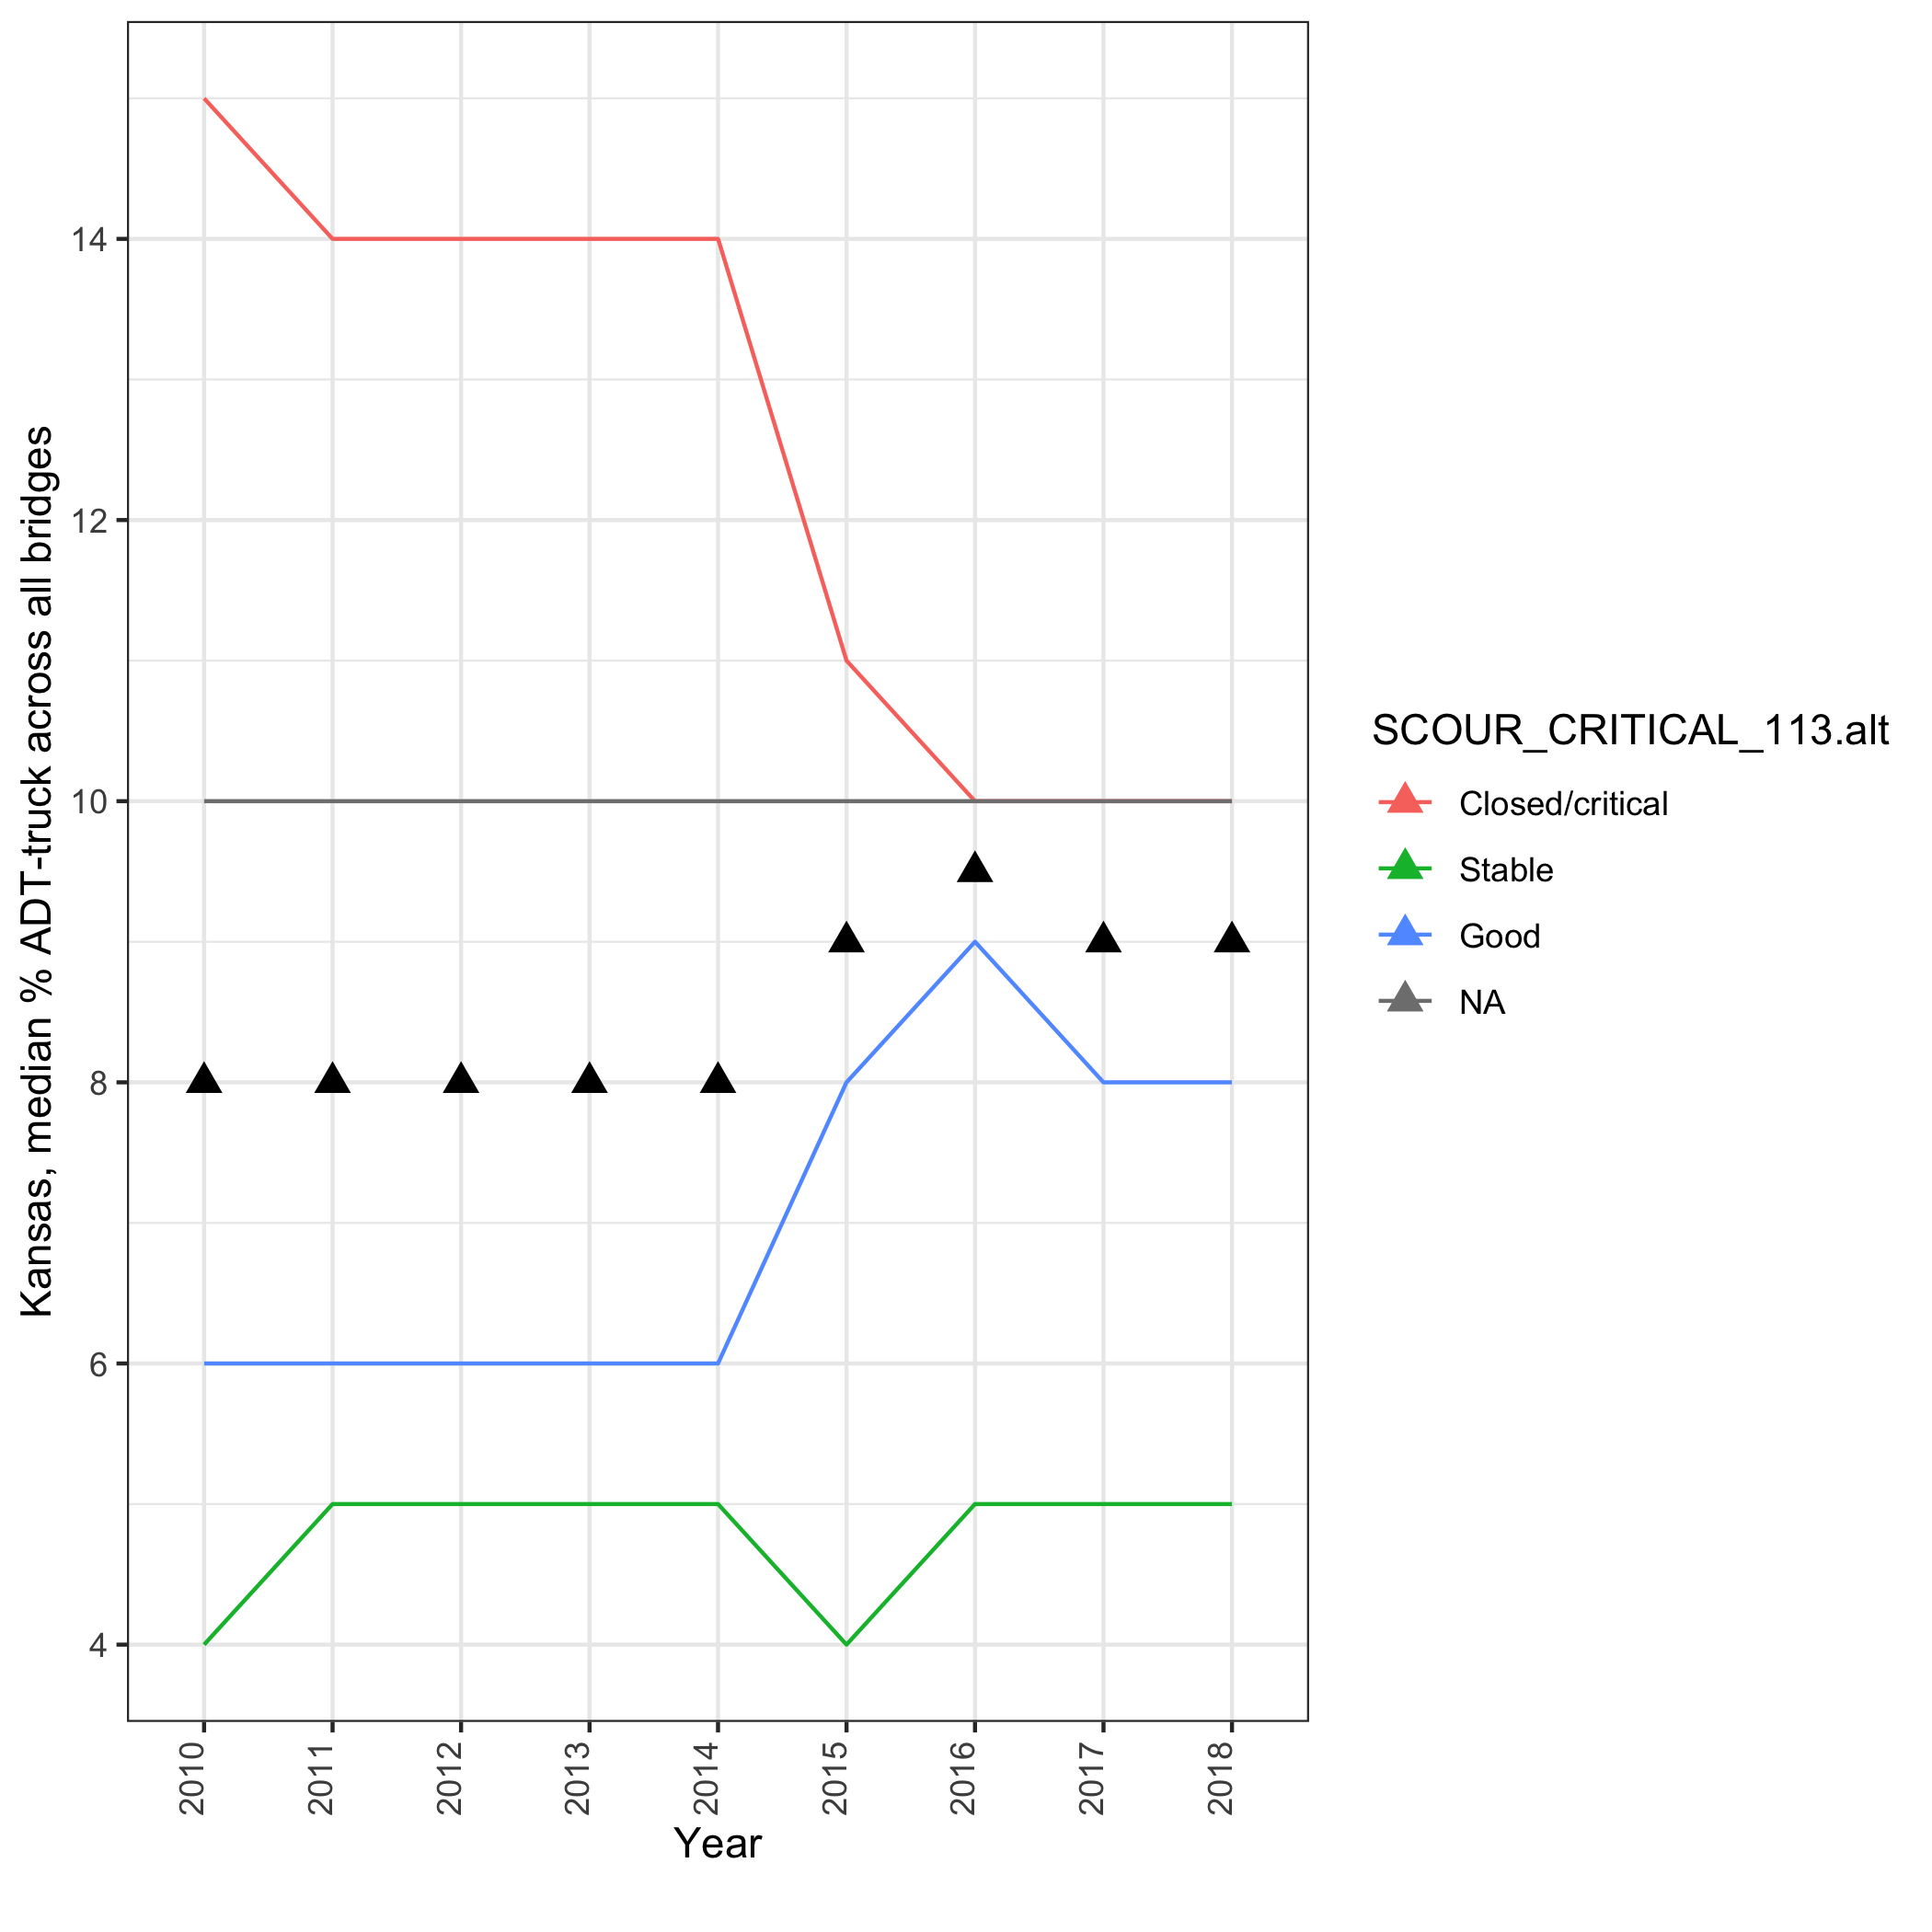 Kansas, median % ADT-truck across all bridges
14
12
10
8
6
4
2010
2011
2012
2013
2014
2015
2016
2017
2018
Year
SCOUR_CRITICAL_113.alt
Closed/critical
Stable
Good
NA